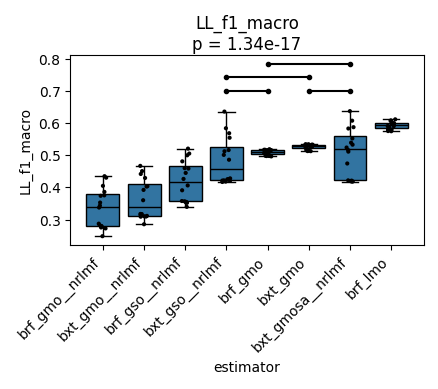 LL_f1_macro
p = 1.34e-17
LL_f1_macro
0.8
0.7
0.6
0.5
0.4
0.3
brf_gmo__nrlmf
bxt_gmo__nrlmf
brf_gso__nrlmf
bxt_gso__nrlmf
brf_gmo
bxt_gmo
bxt_gmosa__nrlmf
brf_lmo
estimator